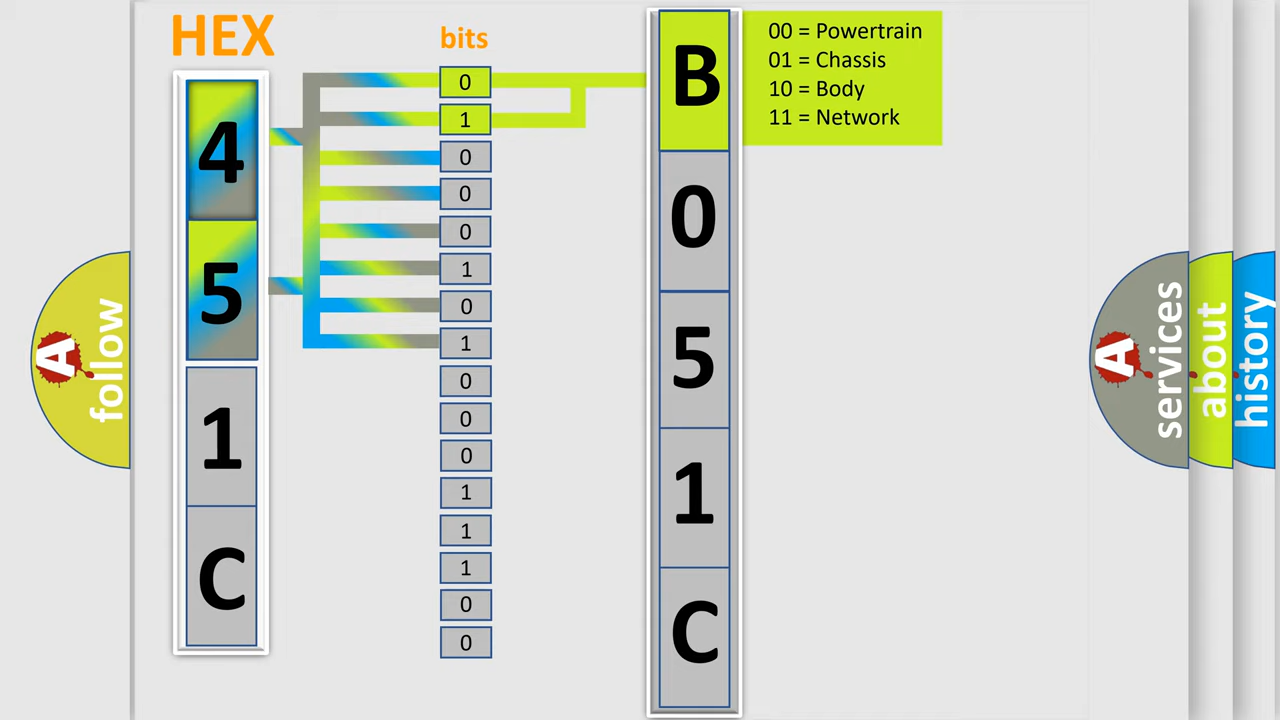 HEX
bits
4
5
1
C
0
1
0
0
0
1
0
1
0
0
0
1
1
1
0
0
B
0
5
1
C
00 = Powertrain
01 = Chassis
10 = Body
11 = Network
A
follow
A
services
about
history